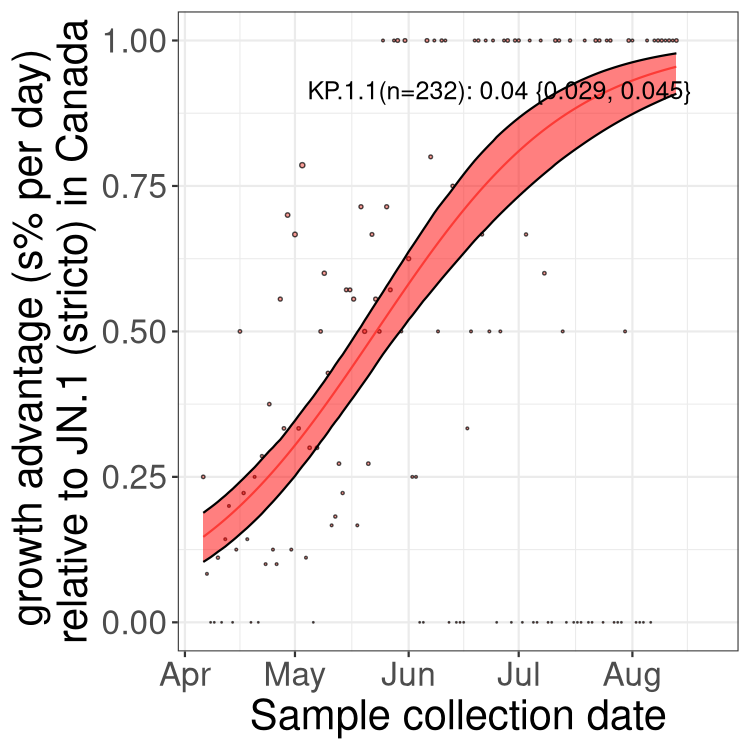 growth advantage (s% per day)
relative to JN.1 (stricto) in Canada
1.00
0.75
0.50
0.25
0.00
KP.1.1(n=232): 0.04 {0.029, 0.045}
Apr May Jun Jul Aug
Sample collection date